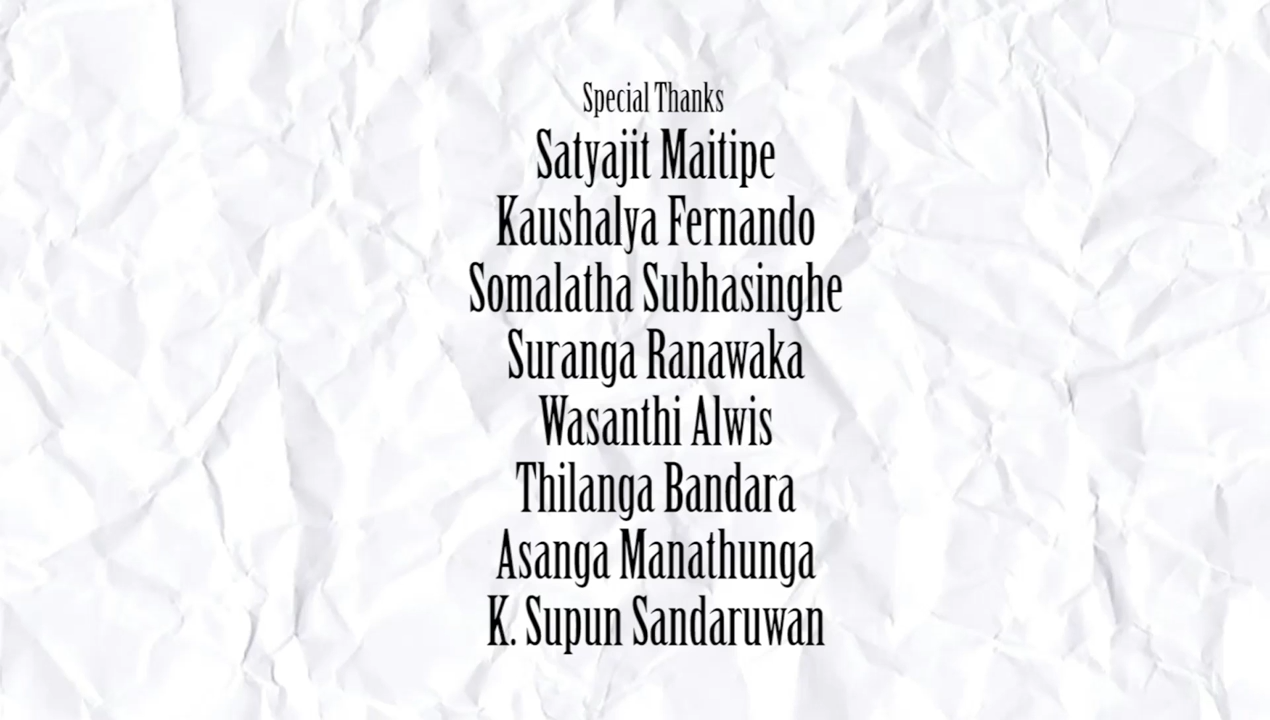 Special Thanks
Satyajit Maitipe
Kaushalya Fernando
Somalatha Subhasinghe
Suranga Ranawaka
Wasanthi Alwis
Thilanga Bandara
Asanga Manathunga
K. Supun Sandaruwan